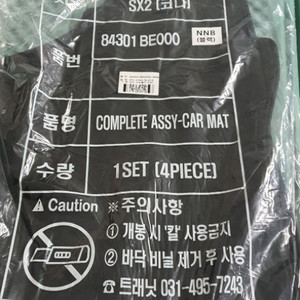 SX2 (코나)
품번 84301 BE000 NNB (블랙)
품명 COMPLETE ASSY-CAR MAT
수량 1SET (4PIECE)
⚠ Caution ※주의사항
① 개봉 시 '칼' 사용금지
② 바닥 비닐 제거 후 사용
☎트래닛 031-495-7243